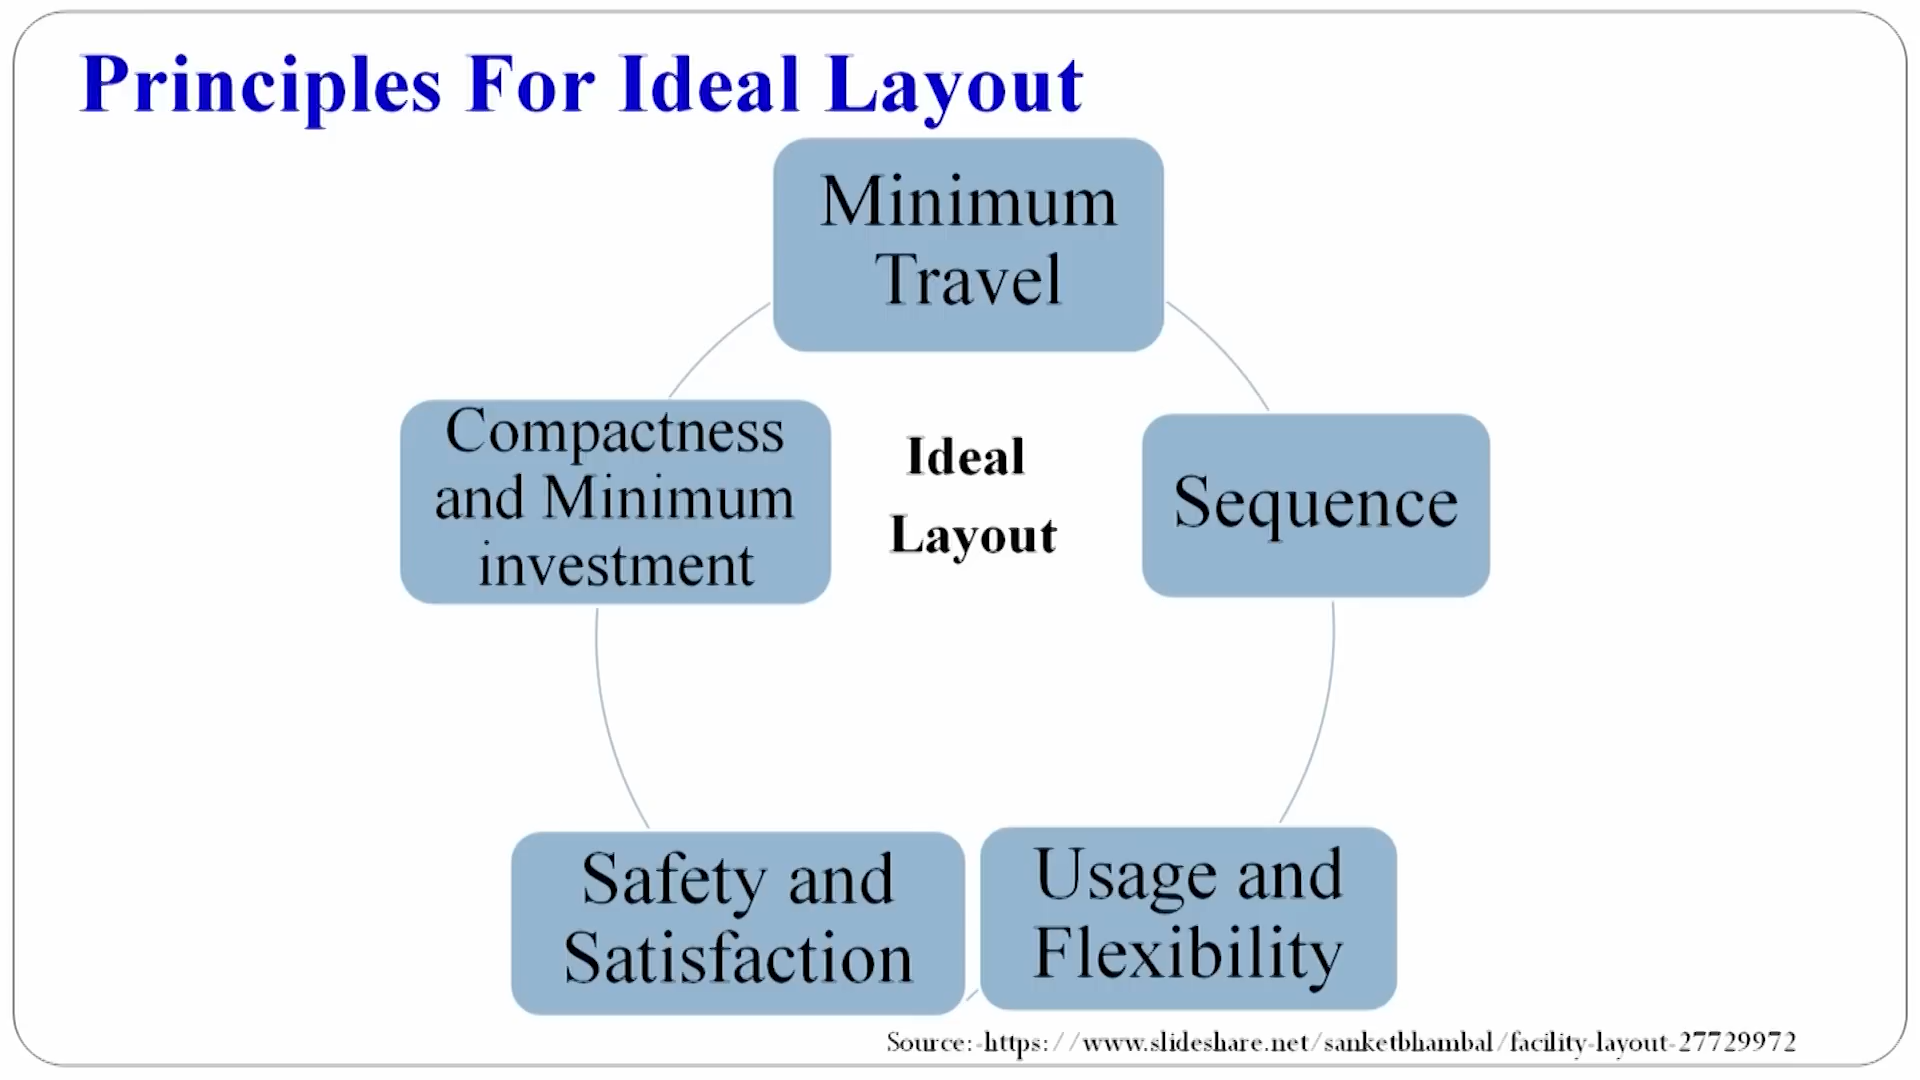 Principles For Ideal Layout
Minimum
Travel
Compactness
and Minimum
investment
Ideal
Layout
Sequence
Safety and
Satisfaction
Usage and
Flexibility
Source:-https://www.slideshare.net/sanketbhambal/facility-layout-27729972